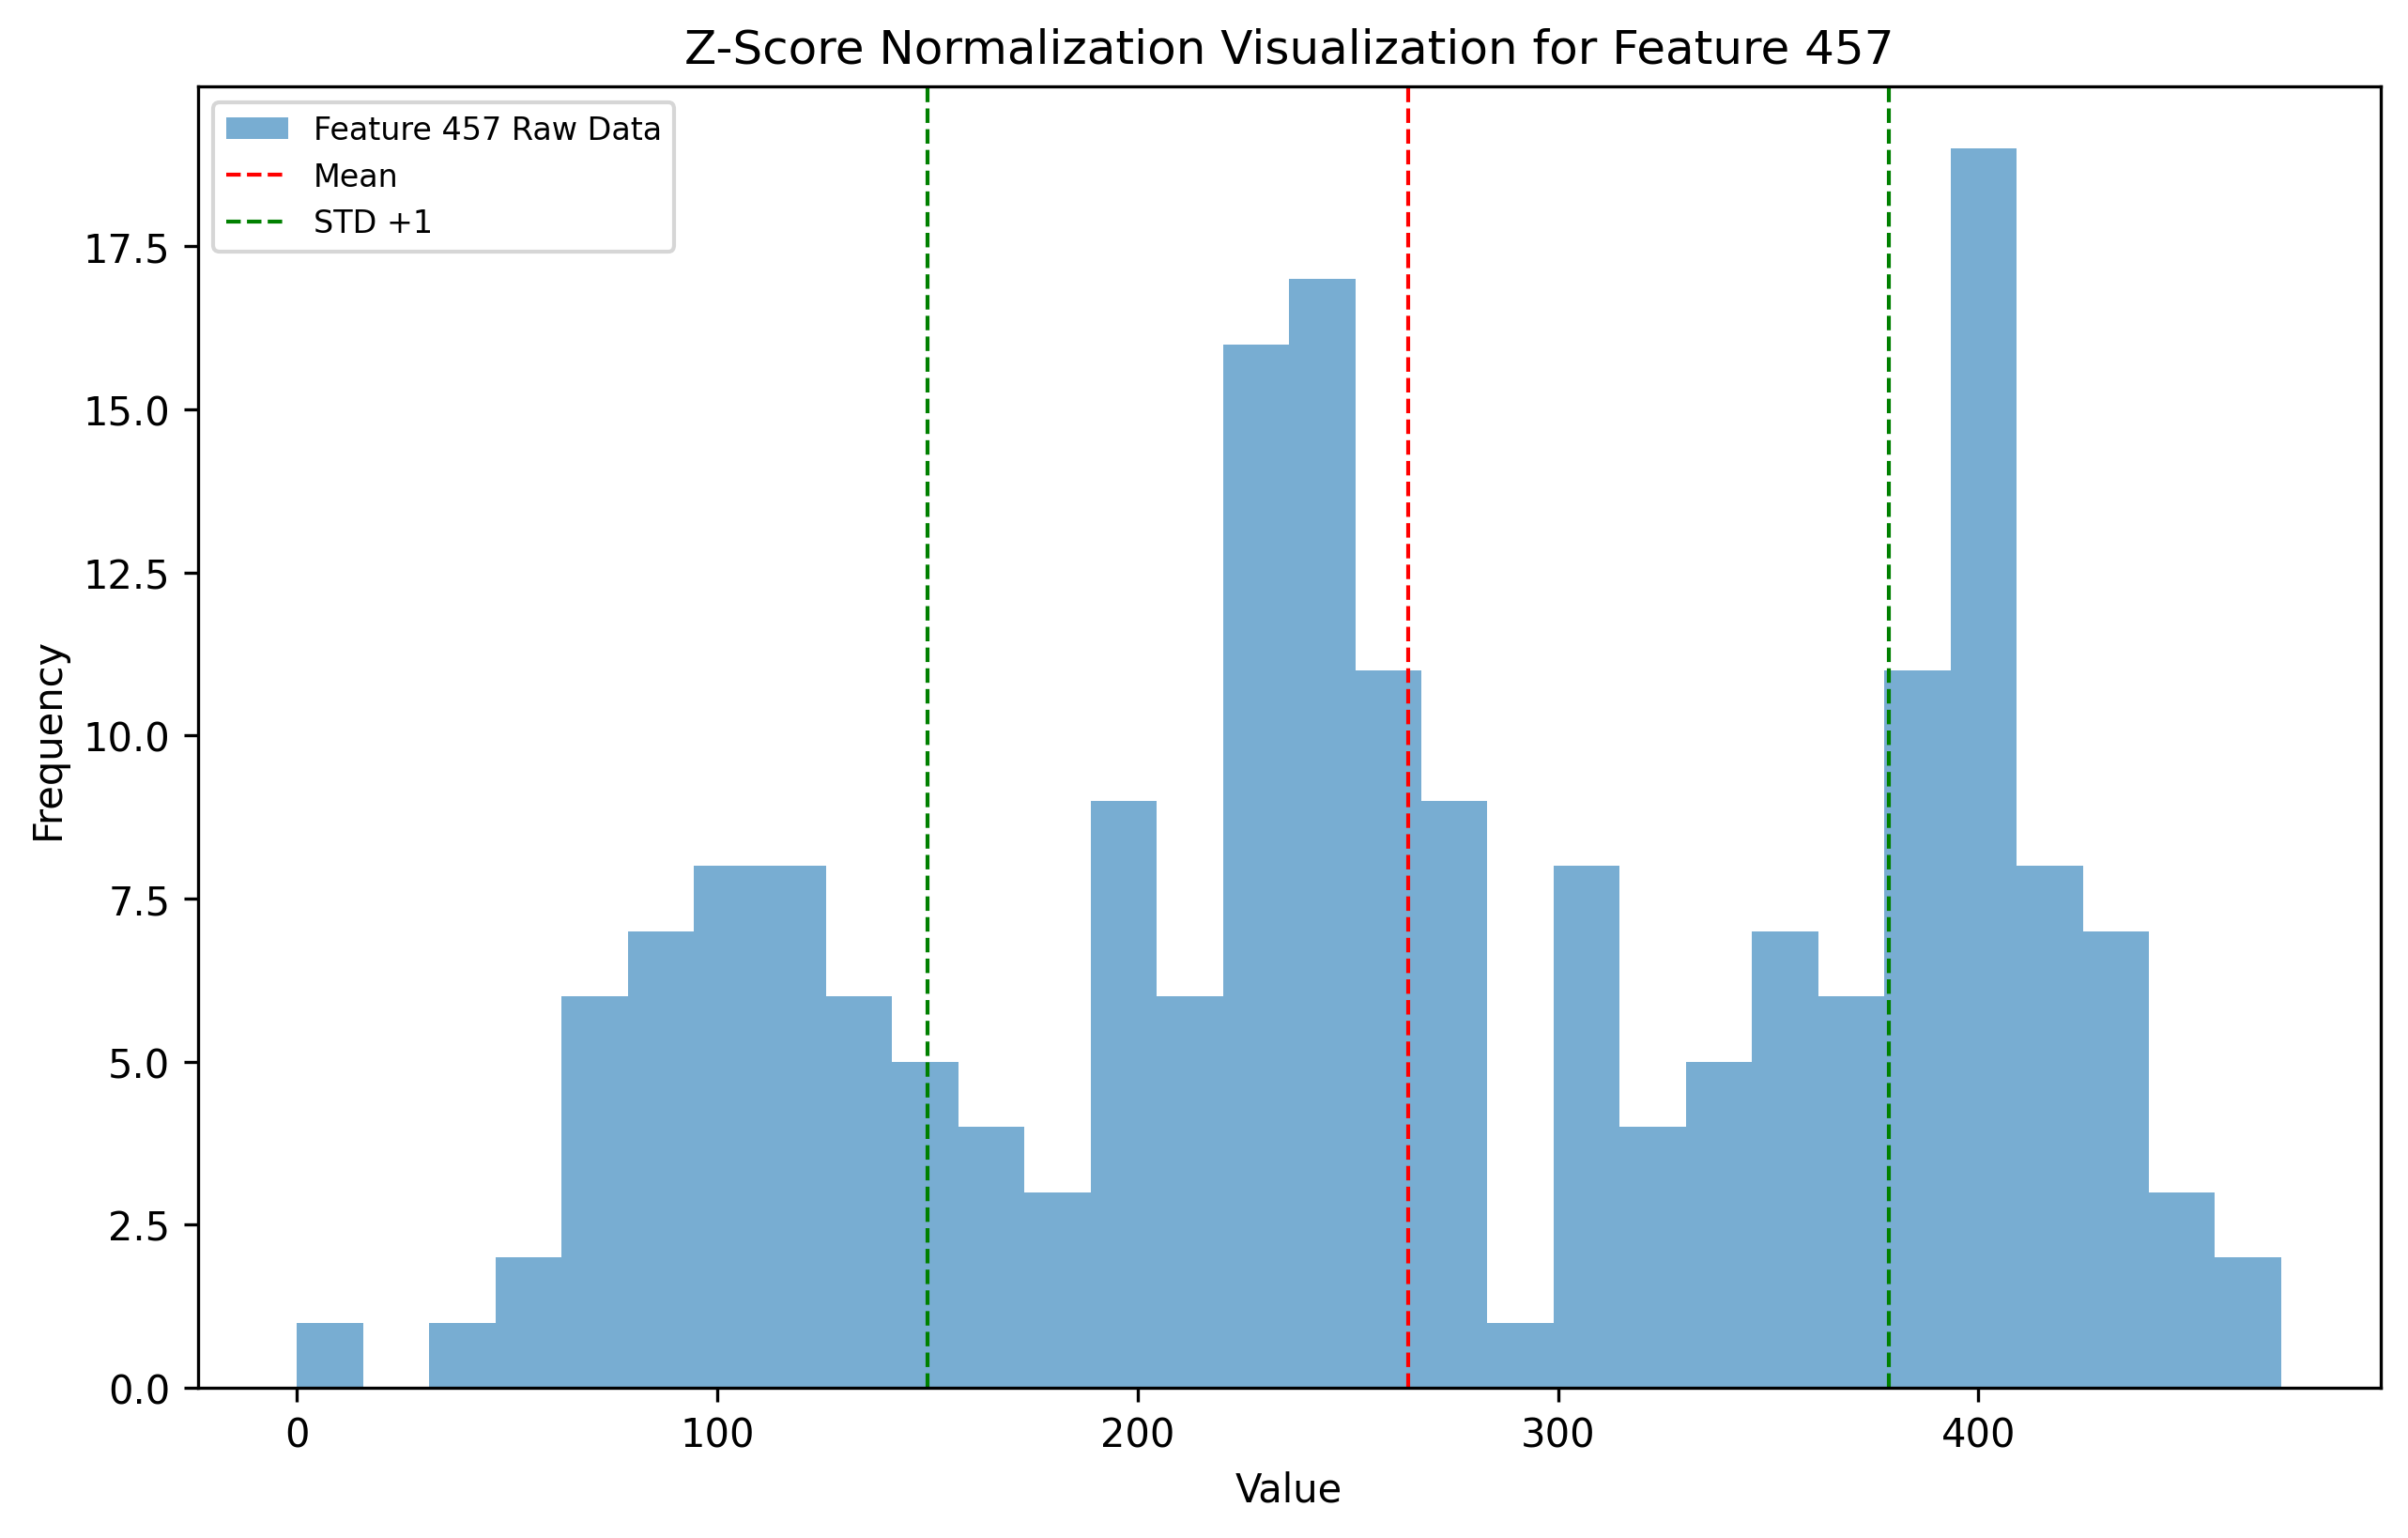 Z-Score Normalization Visualization for Feature 457
Feature 457 Raw Data
Mean
STD +1
17.5
15.0
12.5
10.0
7.5
5.0
2.5
0.0
Frequency
0 100 200 300 400
Value